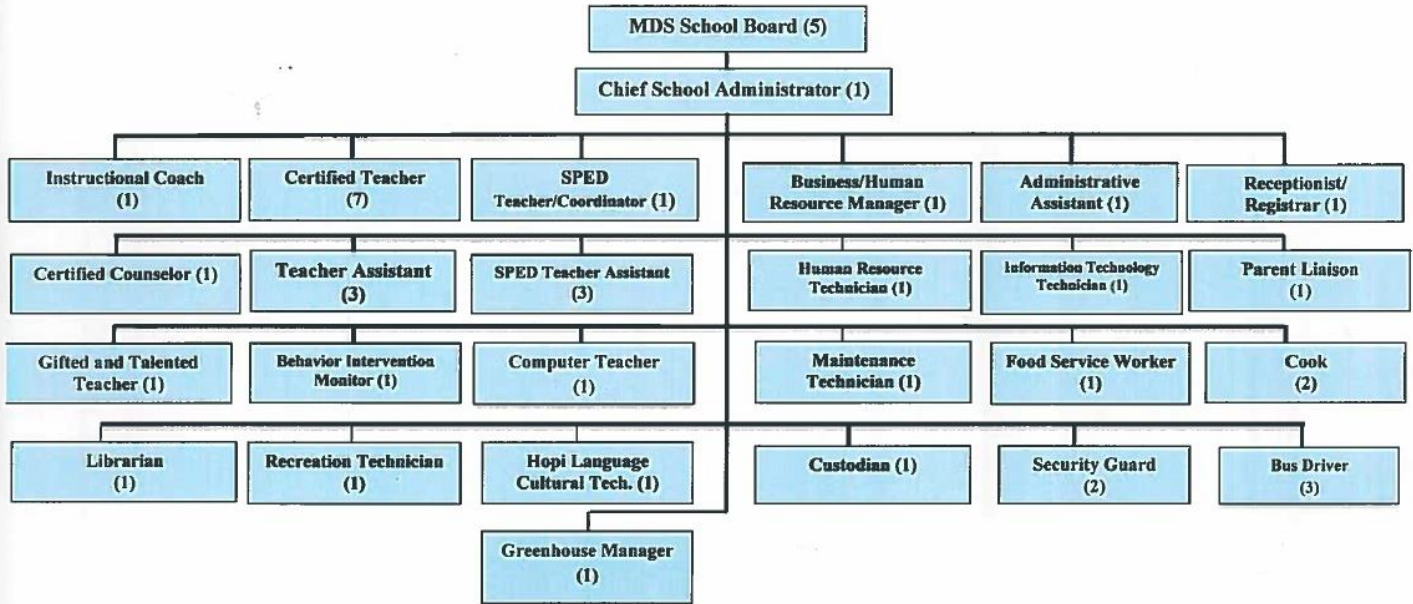 MDS School Board (5)
Chief School Administrator (1)
Instructional Coach
(1)
Certified Teacher
(7)
SPED
Teacher/Coordinator (1)
Business/Human
Resource Manager (1)
Administrative
Assistant (1)
Receptionist/
Registrar (1)
Certified Counselor (1)
Teacher Assistant
(3)
SPED Teacher Assistant
(3)
Human Resource
Technician (1)
Information Technology
Technician (1)
Parent Liaison
(1)
Gifted and Talented
Teacher (1)
Behavior Intervention
Monitor (1)
Computer Teacher
(1)
Maintenance
Technician (1)
Food Service Worker
(1)
Cook
(2)
Librarian
(1)
Recreation Technician
(1)
Hopi Language
Cultural Tech. (1)
Custodian (1)
Security Guard
(2)
Bus Driver
(3)
Greenhouse Manager
(1)